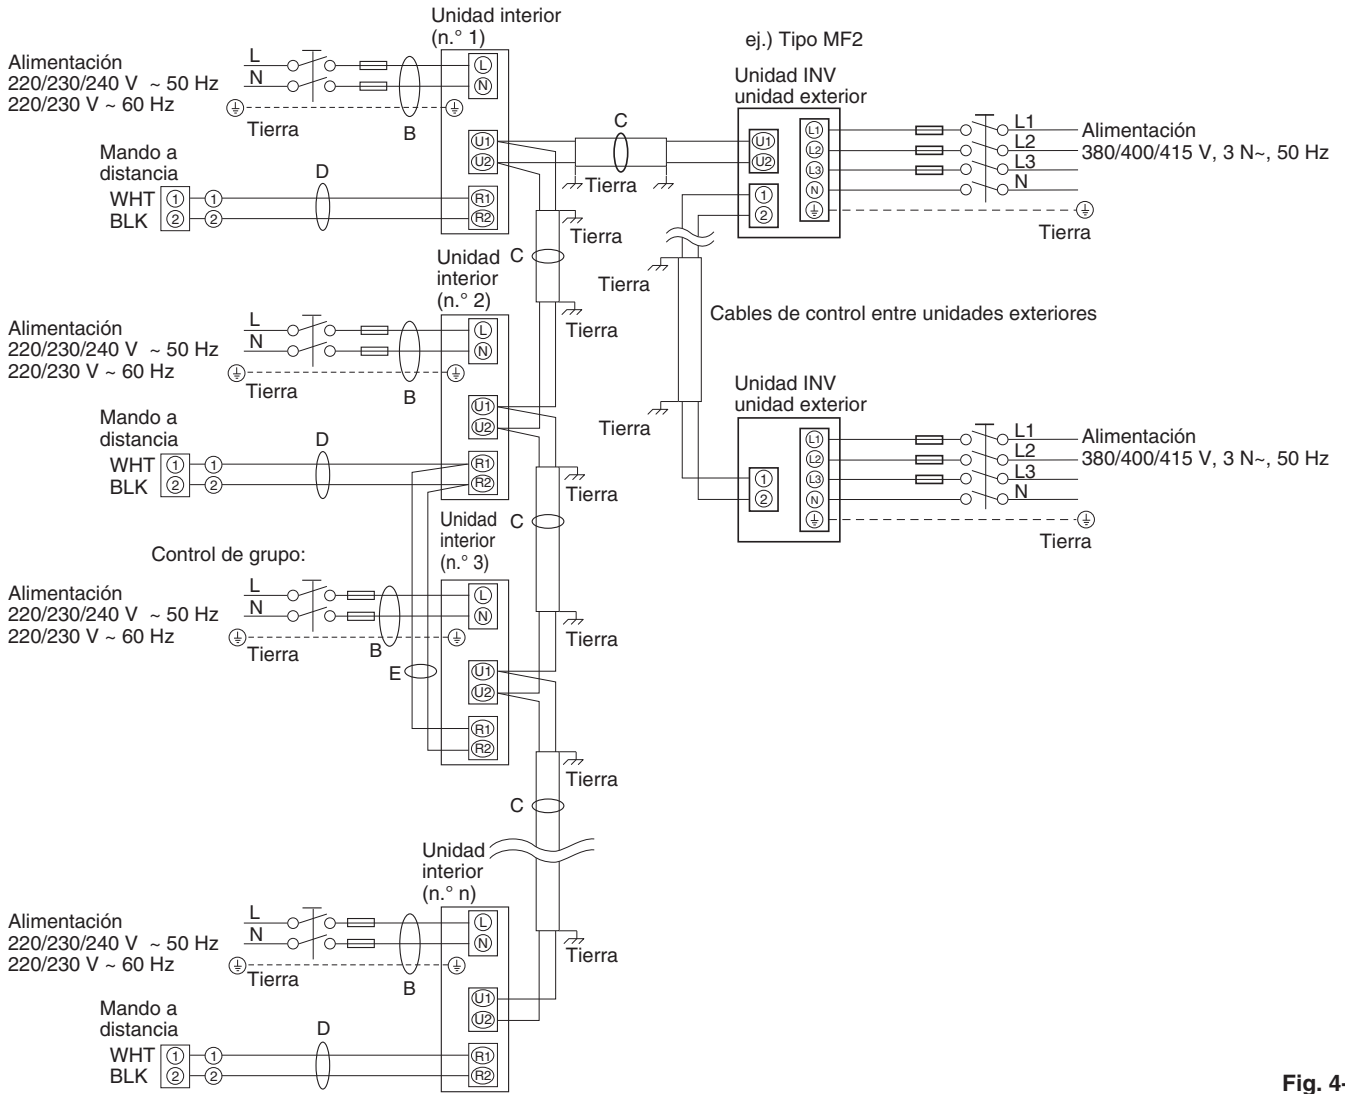 Unidad interior
(n.° 1)
ej.) Tipo MF2
Alimentación
220/230/240 V ~ 50 Hz
220/230 V ~ 60 Hz
L
N
Tierra
B
L
N
U1
U2
R1
R2
Mando a
distancia
WHT
BLK
1
2
1
2
D
C
Tierra
Unidad INV
unidad exterior
U1
U2
1
2
L1
L2
L3
N
L1
L2
L3
N
Alimentación
380/400/415 V, 3 N~, 50 Hz
Tierra
Tierra
C
Tierra
Unidad
interior
(n.° 2)
Alimentación
220/230/240 V ~ 50 Hz
220/230 V ~ 60 Hz
L
N
Tierra
B
L
N
U1
U2
R1
R2
Mando a
distancia
WHT
BLK
1
2
1
2
D
Tierra
Cables de control entre unidades exteriores
Tierra
Unidad INV
unidad exterior
1
2
L1
L2
L3
N
L1
L2
L3
N
Alimentación
380/400/415 V, 3 N~, 50 Hz
Tierra
Tierra
C
Tierra
Unidad
interior
(n.° 3)
Control de grupo:
Alimentación
220/230/240 V ~ 50 Hz
220/230 V ~ 60 Hz
L
N
Tierra
B
E
L
N
U1
U2
R1
R2
Tierra
C
Tierra
Unidad
interior
(n.° n)
Alimentación
220/230/240 V ~ 50 Hz
220/230 V ~ 60 Hz
L
N
Tierra
B
L
N
U1
U2
R1
R2
Mando a
distancia
WHT
BLK
1
2
1
2
D
Fig. 4-